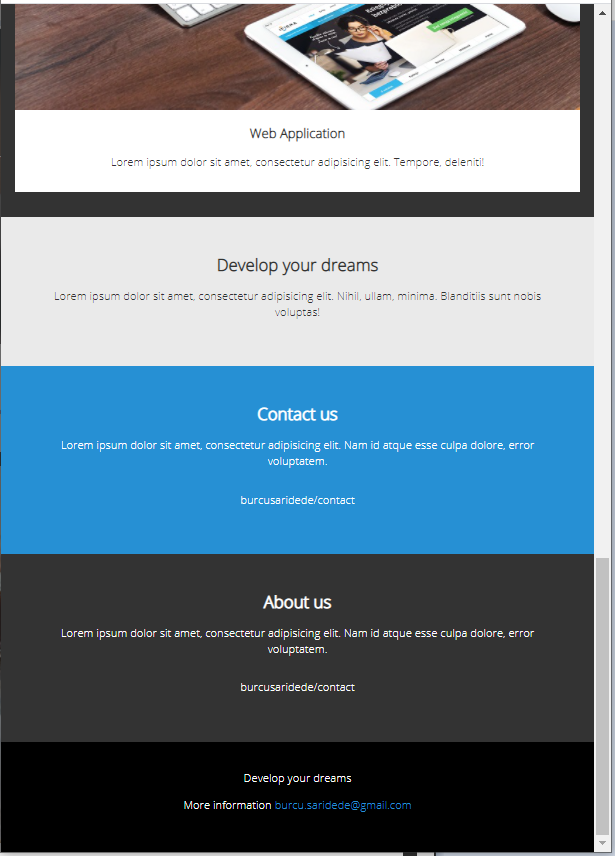 Web Application
Lorem ipsum dolor sit amet, consectetur adipisicing elit. Tempore, deleniti!
Develop your dreams
Lorem ipsum dolor sit amet, consectetur adipisicing elit. Nihil, ullam, minima. Blanditiis sunt nobis
voluptas!
Contact us
Lorem ipsum dolor sit amet, consectetur adipisicing elit. Nam id atque esse culpa dolore, error
voluptatem.
burcusaridede/contact
About us
Lorem ipsum dolor sit amet, consectetur adipisicing elit. Nam id atque esse culpa dolore, error
voluptatem.
burcusaridede/contact
Develop your dreams
More information burcu.saridede@gmail.com